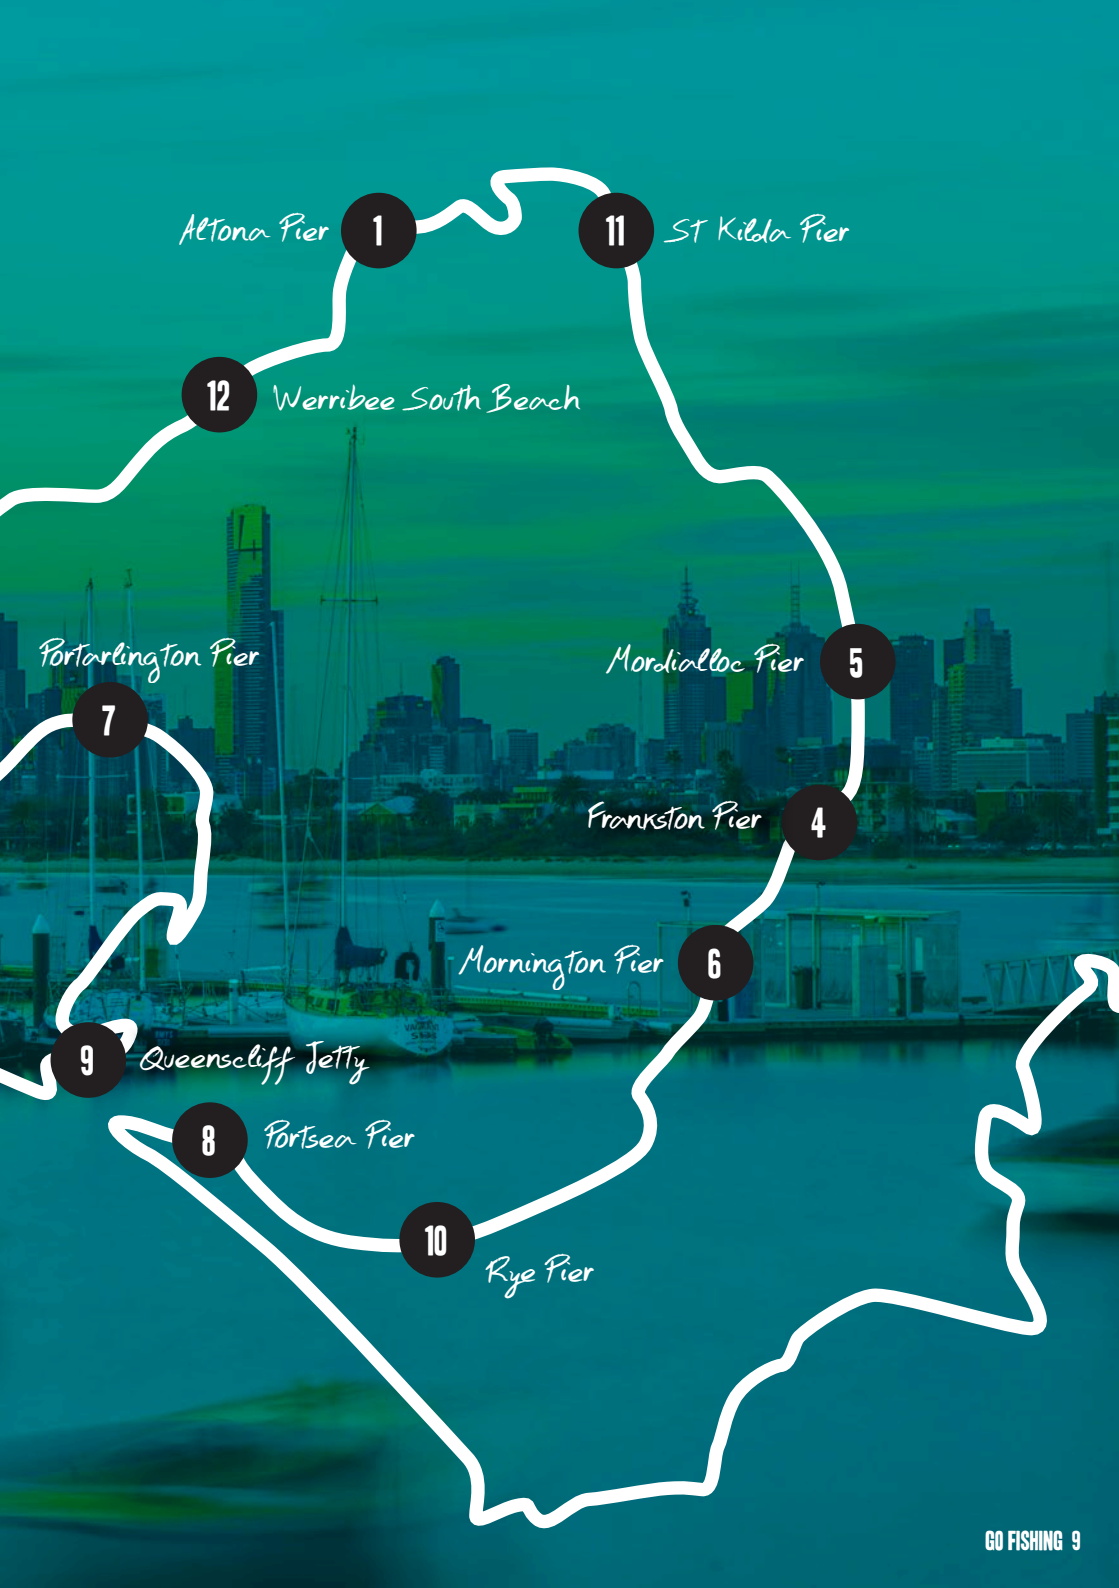 Altona Pier
1
11
St Kilda Pier
12
Werribee South Beach
Portarlington Pier
7
Mordialloc Pier
5
Frankston Pier
4
Mornington Pier
6
9
Queenscliff Jetty
8
Portsea Pier
10
Rye Pier
GO FISHING 9